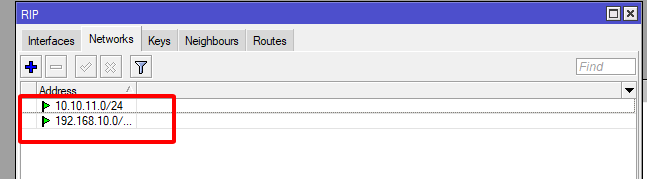 RIP
Interfaces Networks Keys Neighbours Routes
Find
Address
10.10.11.0/24
192.168.10.0/...